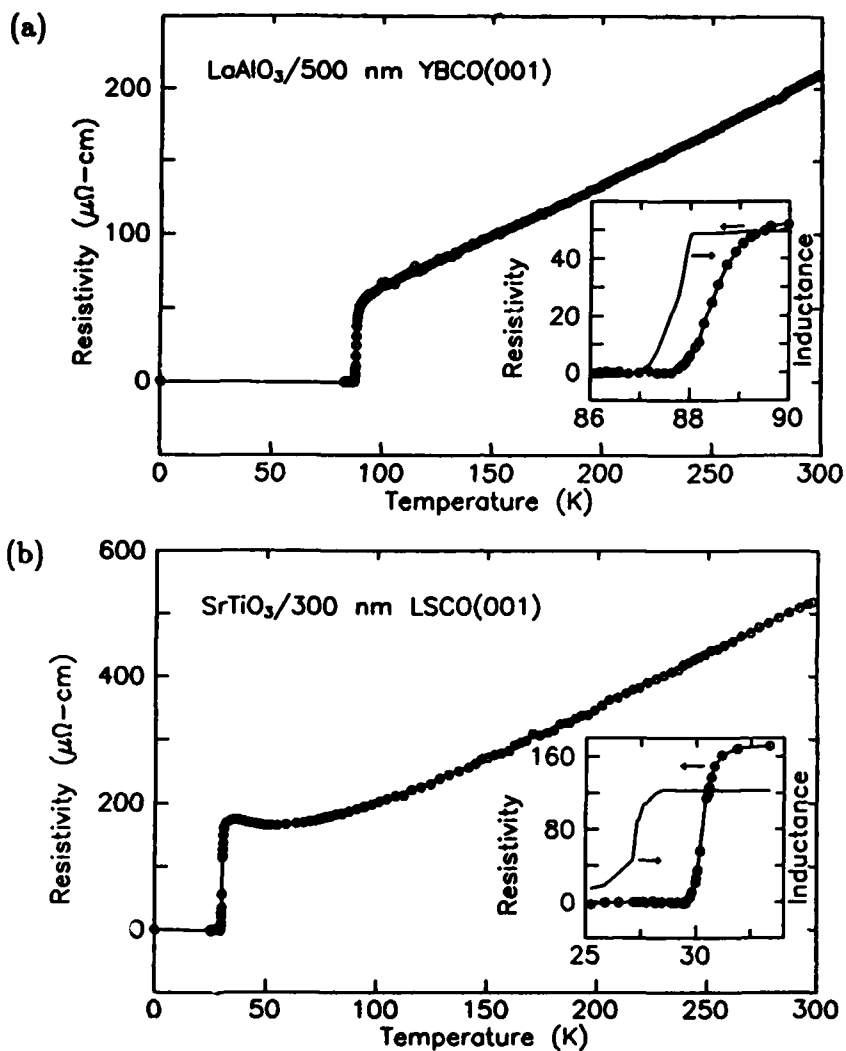 (a)
LaAlO₃/500 nm YBCO(001)
Resistivity (μΩ-cm)
200
100
0
0 50 100 150 200 250 300
Temperature (K)
Resistivity
Inductance
40
20
0
86 88 90
(b)
SrTiO₃/300 nm LSCO(001)
Resistivity (μΩ-cm)
600
400
200
0
0 50 100 150 200 250 300
Temperature (K)
Resistivity
Inductance
160
80
0
25 30